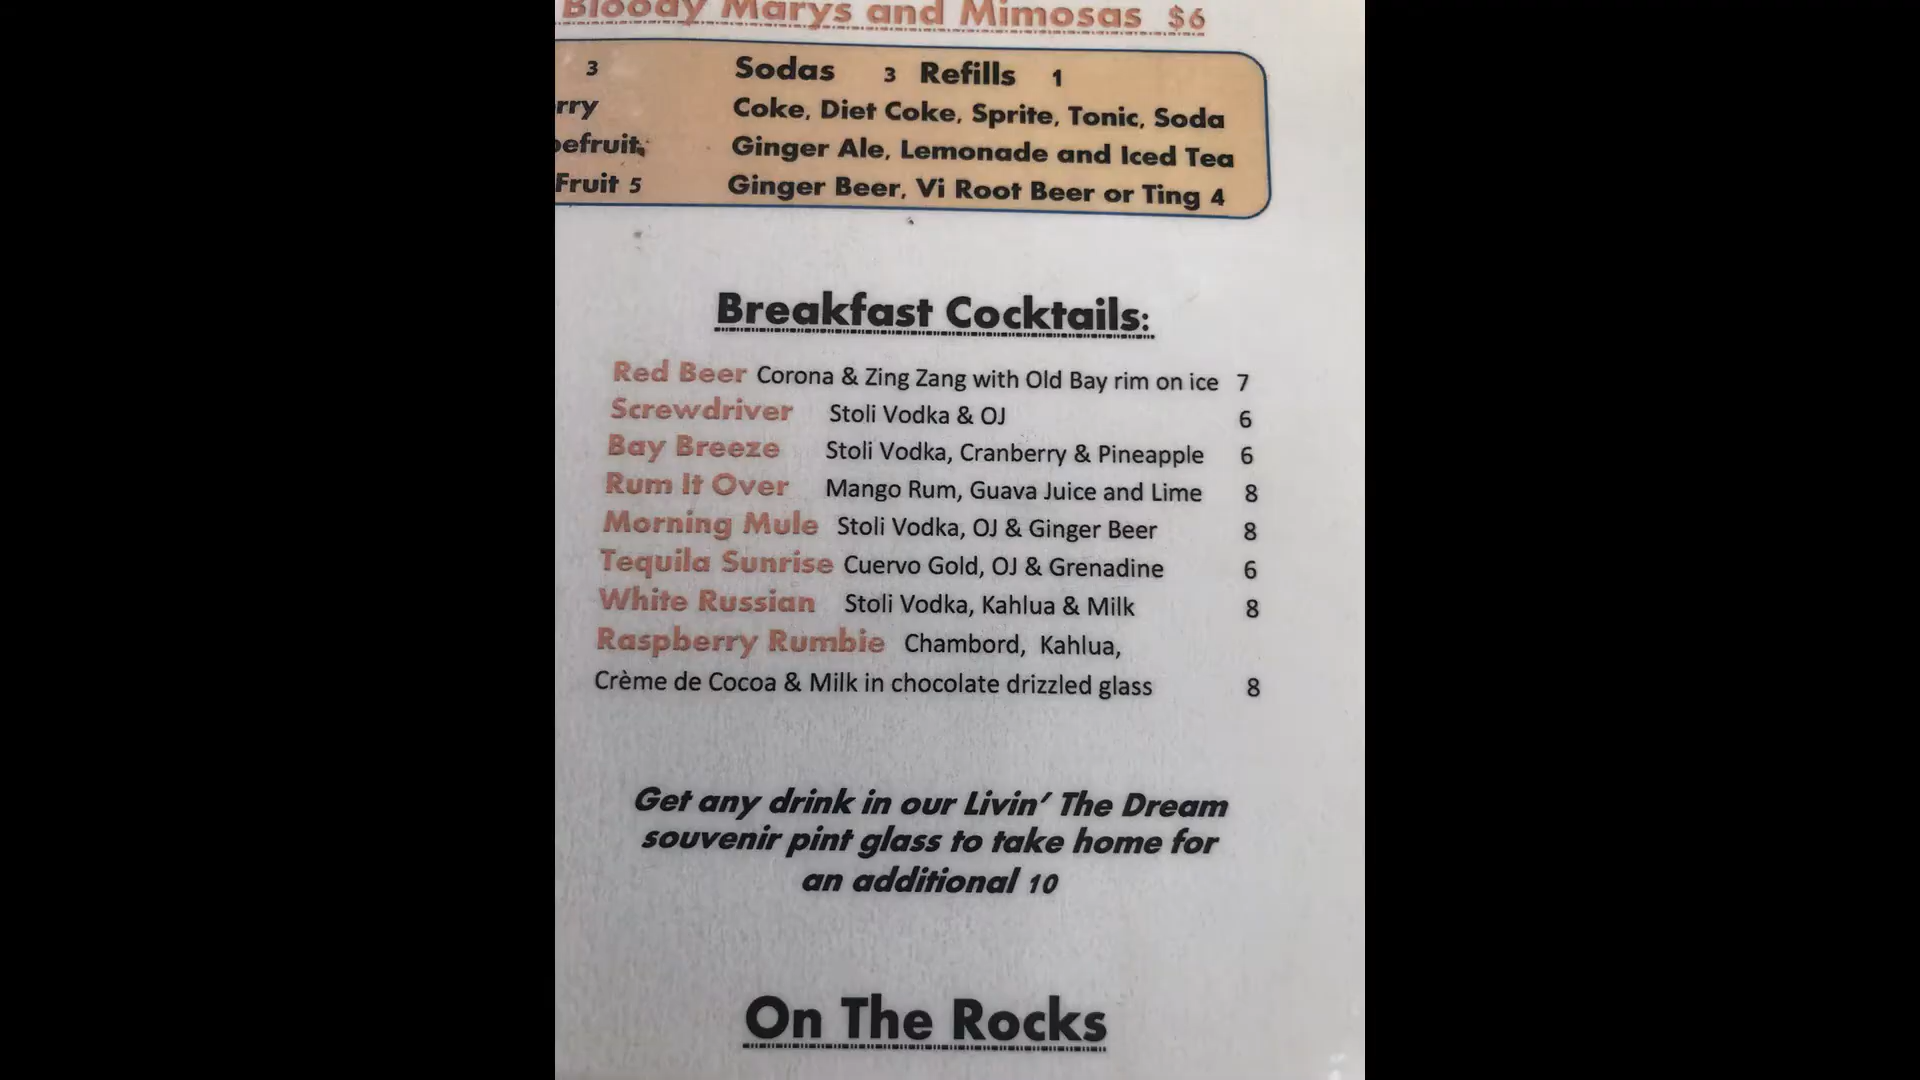 Bloody Marys and Mimosas $6
3 Sodas 3 Refills 1
rry Coke, Diet Coke, Sprite, Tonic, Soda
efruit, Ginger Ale, Lemonade and Iced Tea
Fruit 5 Ginger Beer, Vi Root Beer or Ting 4
Breakfast Cocktails:
Red Beer Corona & Zing Zang with Old Bay rim on ice 7
Screwdriver Stoli Vodka & OJ 6
Bay Breeze Stoli Vodka, Cranberry & Pineapple 6
Rum It Over Mango Rum, Guava Juice and Lime 8
Morning Mule Stoli Vodka, OJ & Ginger Beer 8
Tequila Sunrise Cuervo Gold, OJ & Grenadine 6
White Russian Stoli Vodka, Kahlua & Milk 8
Raspberry Rumbie Chambord, Kahlua,
Crème de Cocoa & Milk in chocolate drizzled glass 8
Get any drink in our Livin' The Dream
souvenir pint glass to take home for
an additional 10
On The Rocks